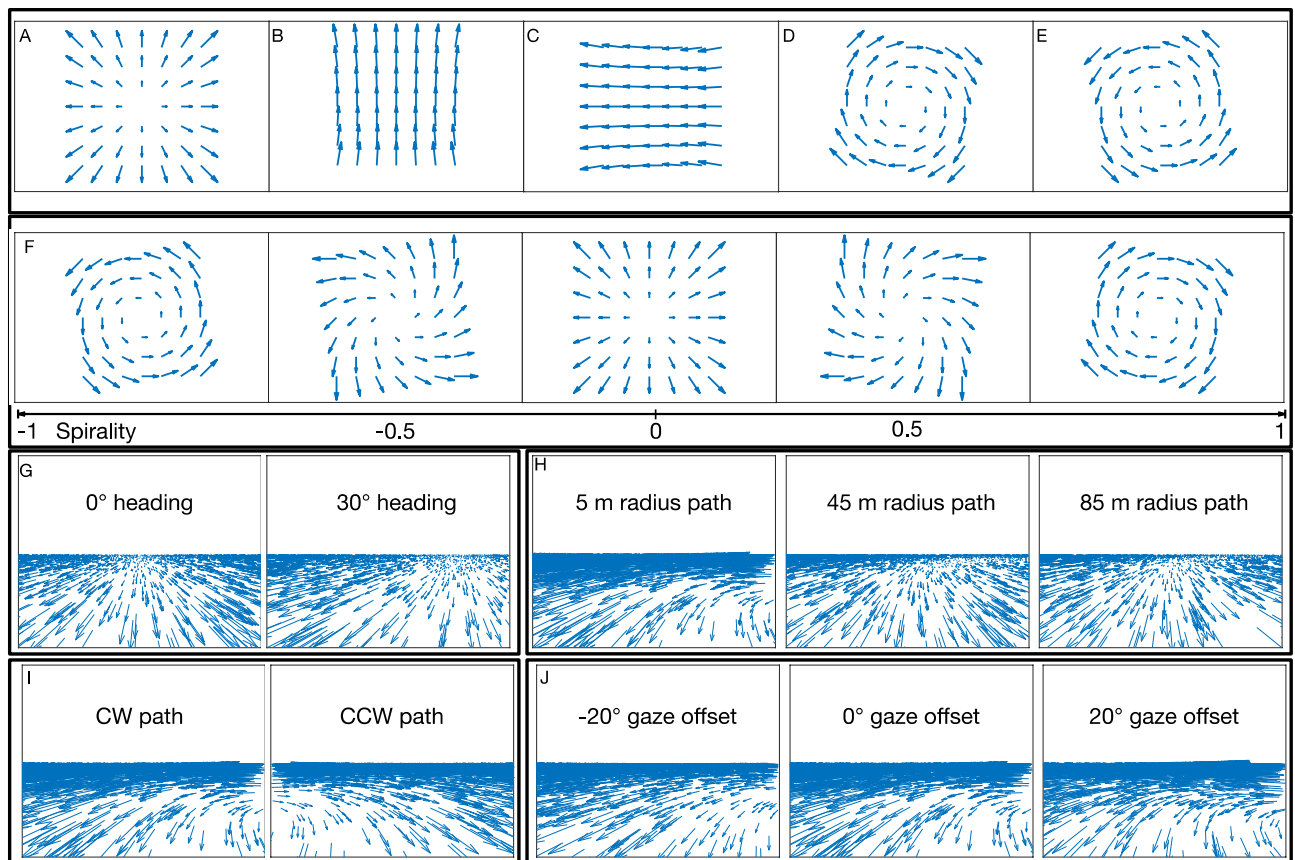 A B C D E
F
-1 Spirality -0.5 0 0.5 1
G H
0° heading 30° heading 5 m radius path 45 m radius path 85 m radius path
I J
CW path CCW path -20° gaze offset 0° gaze offset 20° gaze offset